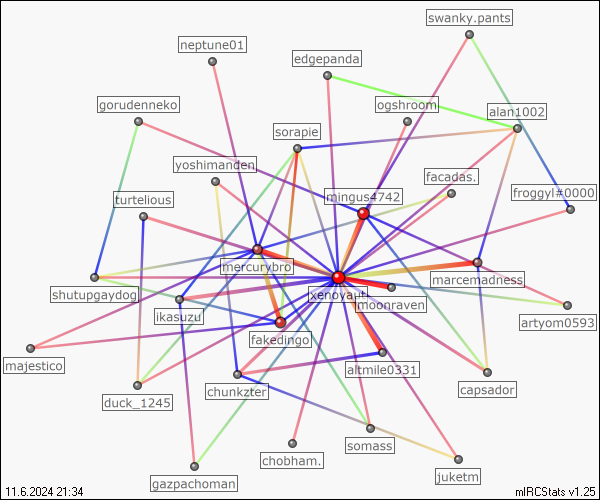 swanky.pants
neptune01
edgepanda
gorudenneko
ogshroom
alan1002
sorapie
yoshimanden
facadas.
mingus4742
froggyl#0000
turtelious
mercurybro
marcemadness
shutupgaydog
xenoyaut
moonraven
ikasuzu
artyom0593
fakedingo
majestico
altmile0331
chunkzter
capsador
duck_1245
somass
chobham.
juketm
gazpachoman
11.6.2024 21:34
mIRCStats v1.25